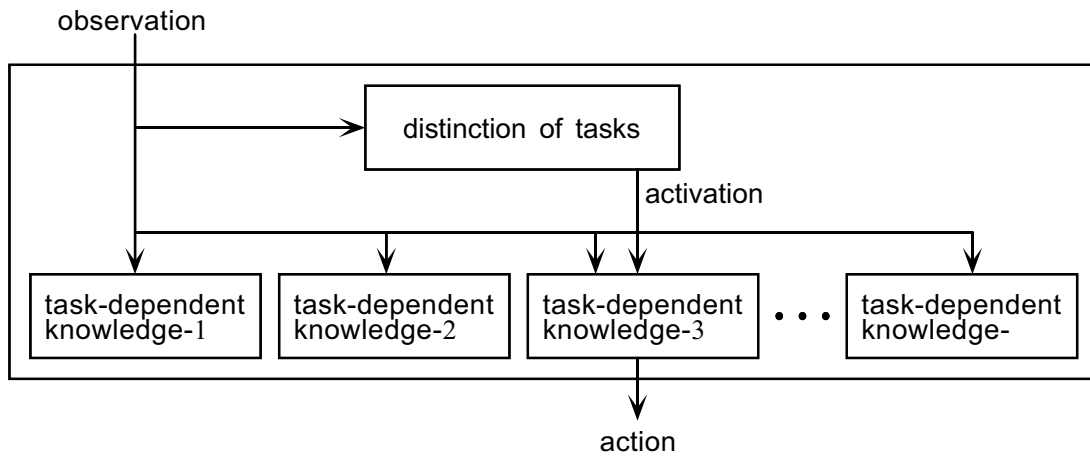 observation
distinction of tasks
activation
task-dependent
knowledge-1
task-dependent
knowledge-2
task-dependent
knowledge-3
task-dependent
knowledge-
action